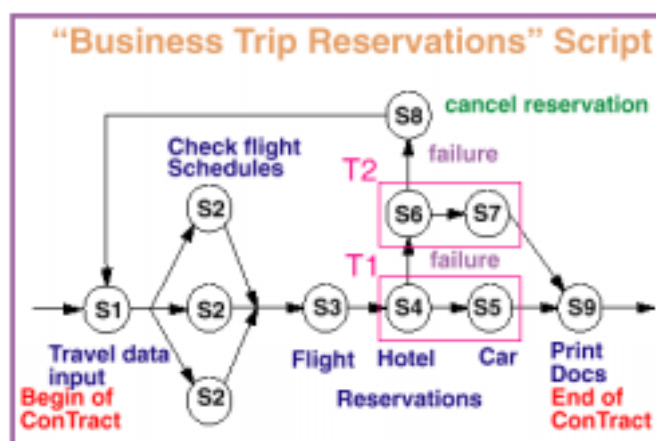 “Business Trip Reservations” Script
S8
cancel reservation
Check flight
Schedules
failure
T2
S2
S6
S7
T1
failure
S1
S2
S3
S4
S5
S9
Travel data
input
Flight
Hotel
Car
Print
Docs
Begin of
ConTract
S2
Reservations
End of
ConTract